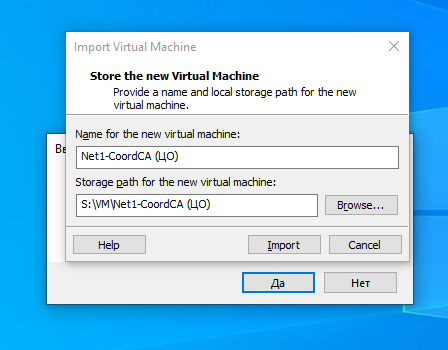 Import Virtual Machine
Store the new Virtual Machine
Provide a name and local storage path for the new
virtual machine.
Name for the new virtual machine:
Net1-CoordCA (ЦО)
Storage path for the new virtual machine:
S:\VM\Net1-CoordCA (ЦО)
Browse...
Help
Import
Cancel
Да
Нет